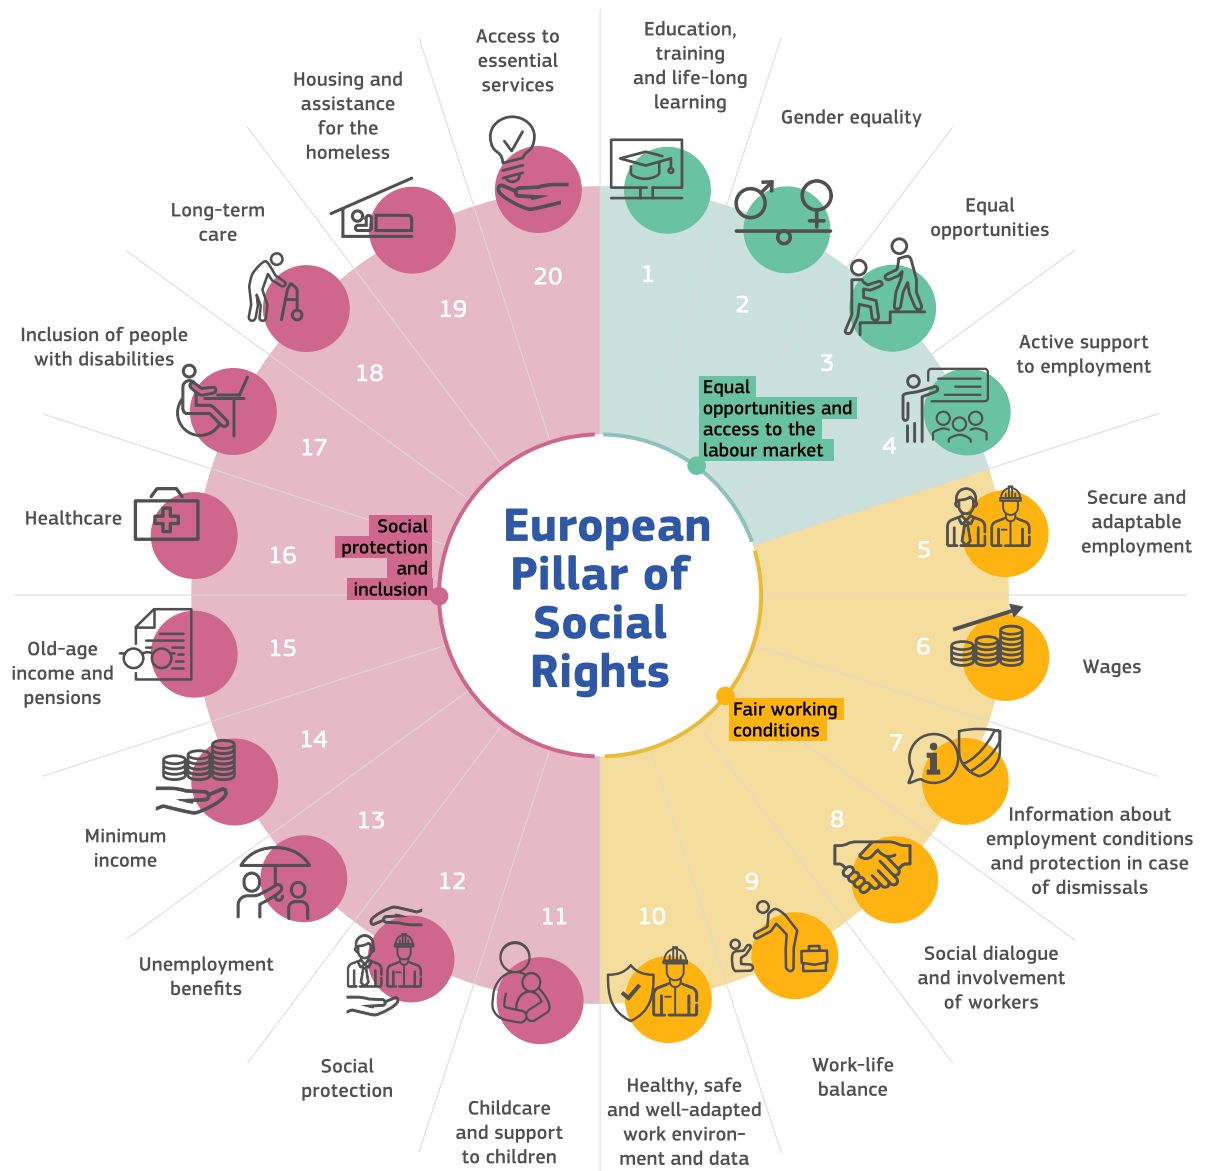 European
Pillar of
Social
Rights
Equal
opportunities and
access to the
labour market
1
Education,
training
and life-long
learning
2
Gender equality
3
Equal
opportunities
4
Active support
to employment
Fair working
conditions
5
Secure and
adaptable
employment
6
Wages
7
Information about
employment conditions
and protection in case
of dismissals
8
Social dialogue
and involvement
of workers
9
Work-life
balance
10
Healthy, safe
and well-adapted
work environ-
ment and data
Social
protection
and
inclusion
11
Childcare
and support
to children
12
Social
protection
13
Unemployment
benefits
14
Minimum
income
15
Old-age
income and
pensions
16
Healthcare
17
Inclusion of people
with disabilities
18
Long-term
care
19
Housing and
assistance
for the
homeless
20
Access to
essential
services